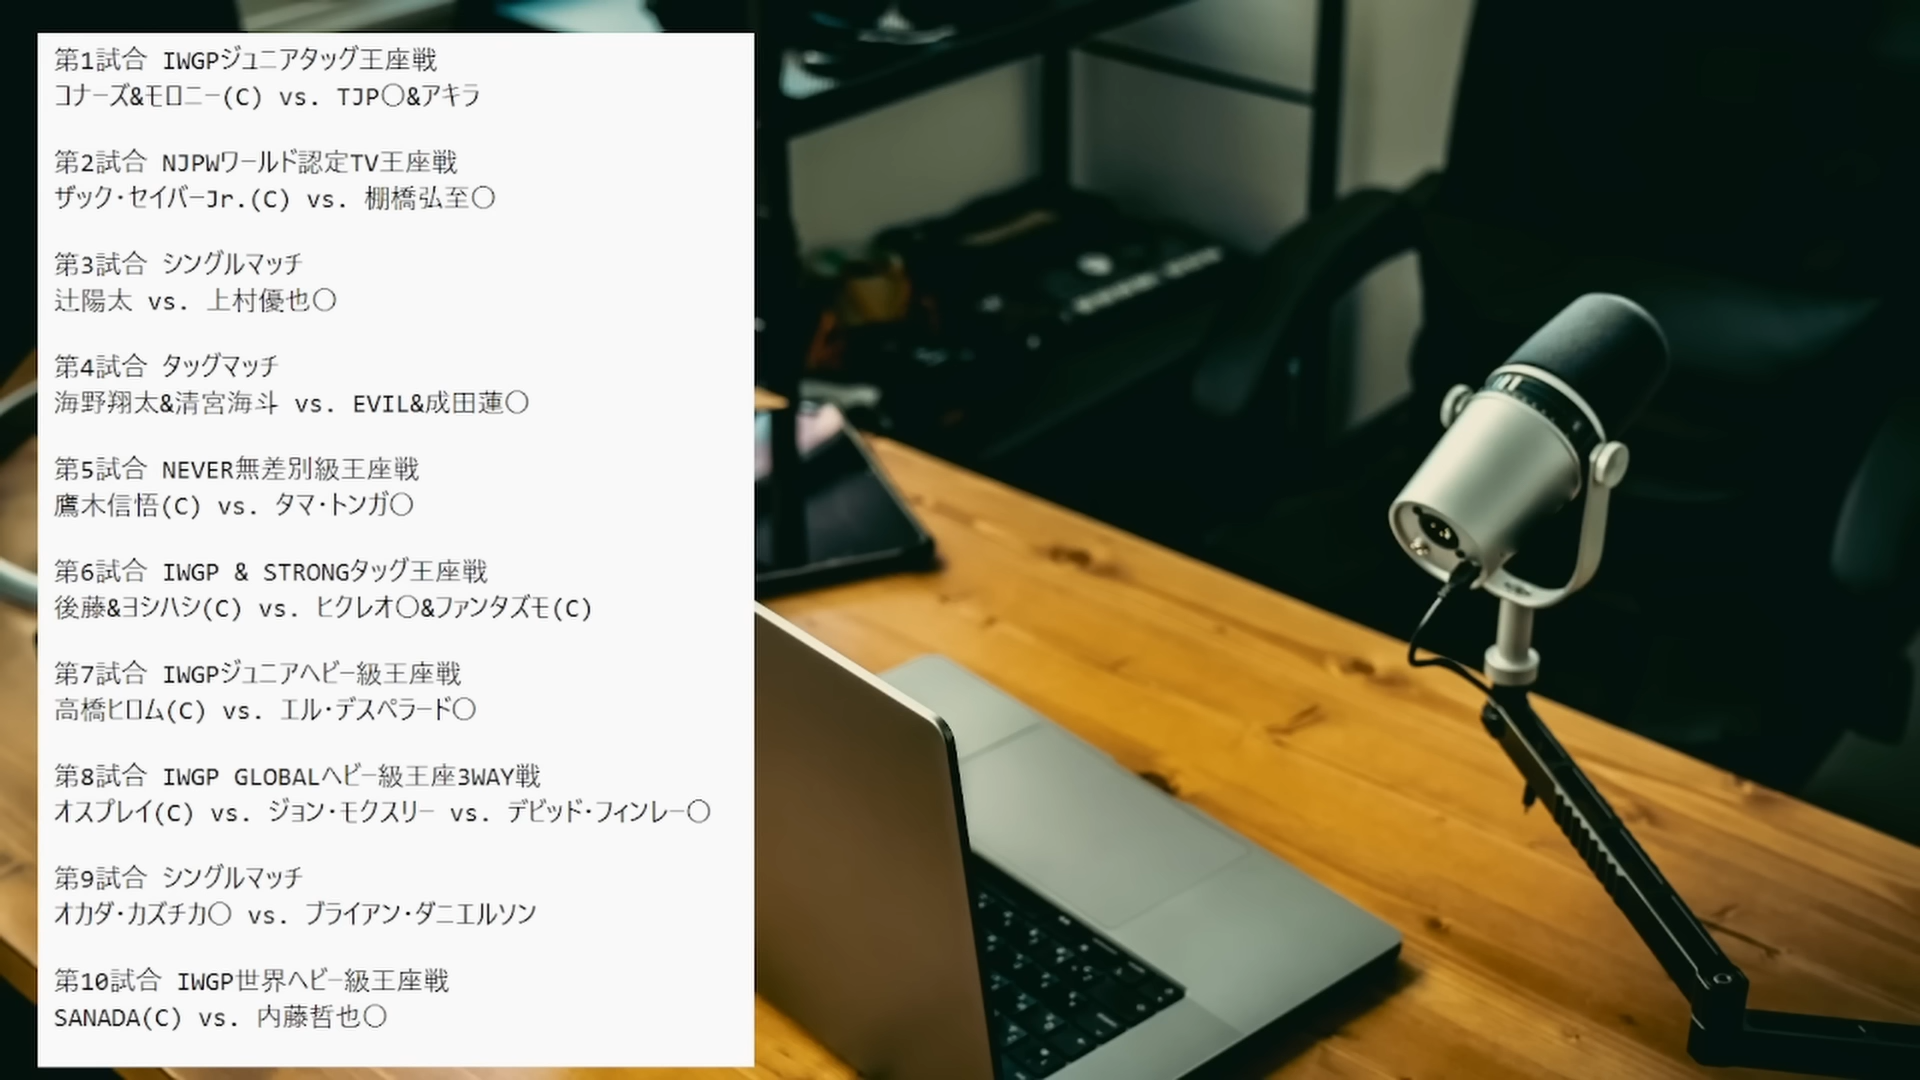 第1試合 IWGPジュニアタッグ王座戦
コナーズ&モロニー(C) vs. TJP〇&アキラ
第2試合 NJPWワールド認定TV王座戦
ザック・セイバーJr.(C) vs. 棚橋弘至〇
第3試合 シングルマッチ
辻陽太 vs. 上村優也〇
第4試合 タッグマッチ
海野翔太&清宮海斗 vs. EVIL&成田蓮〇
第5試合 NEVER無差別級王座戦
鷹木信悟(C) vs. タマ・トンガ〇
第6試合 IWGP & STRONGタッグ王座戦
後藤&ヨシハシ(C) vs. ヒクレオ〇&ファンタズモ(C)
第7試合 IWGPジュニアヘビー級王座戦
高橋ヒロム(C) vs. エル・デスペラード〇
第8試合 IWGP GLOBALヘビー級王座3WAY戦
オスプレイ(C) vs. ジョン・モクスリー vs. デビッド・フィンレー〇
第9試合 シングルマッチ
オカダ・カズチカ〇 vs. ブライアン・ダニエルソン
第10試合 IWGP世界ヘビー級王座戦
SANADA(C) vs. 内藤哲也〇